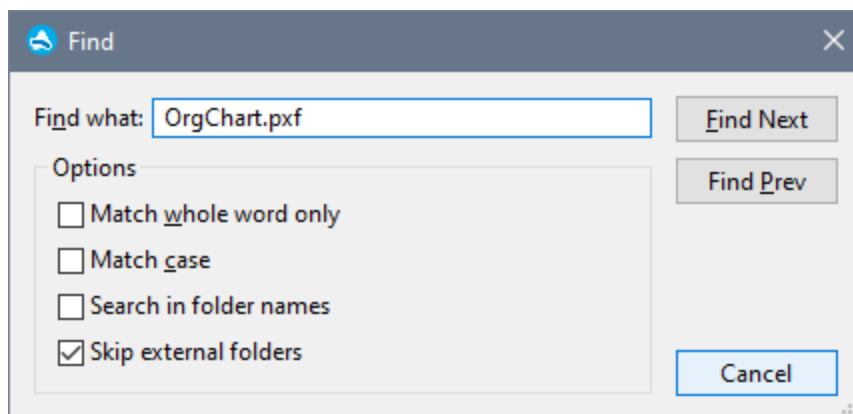 Find
Find what: OrgChart.pxf
Find Next
Options
Find Prev
Match whole word only
Match case
Search in folder names
Skip external folders
Cancel